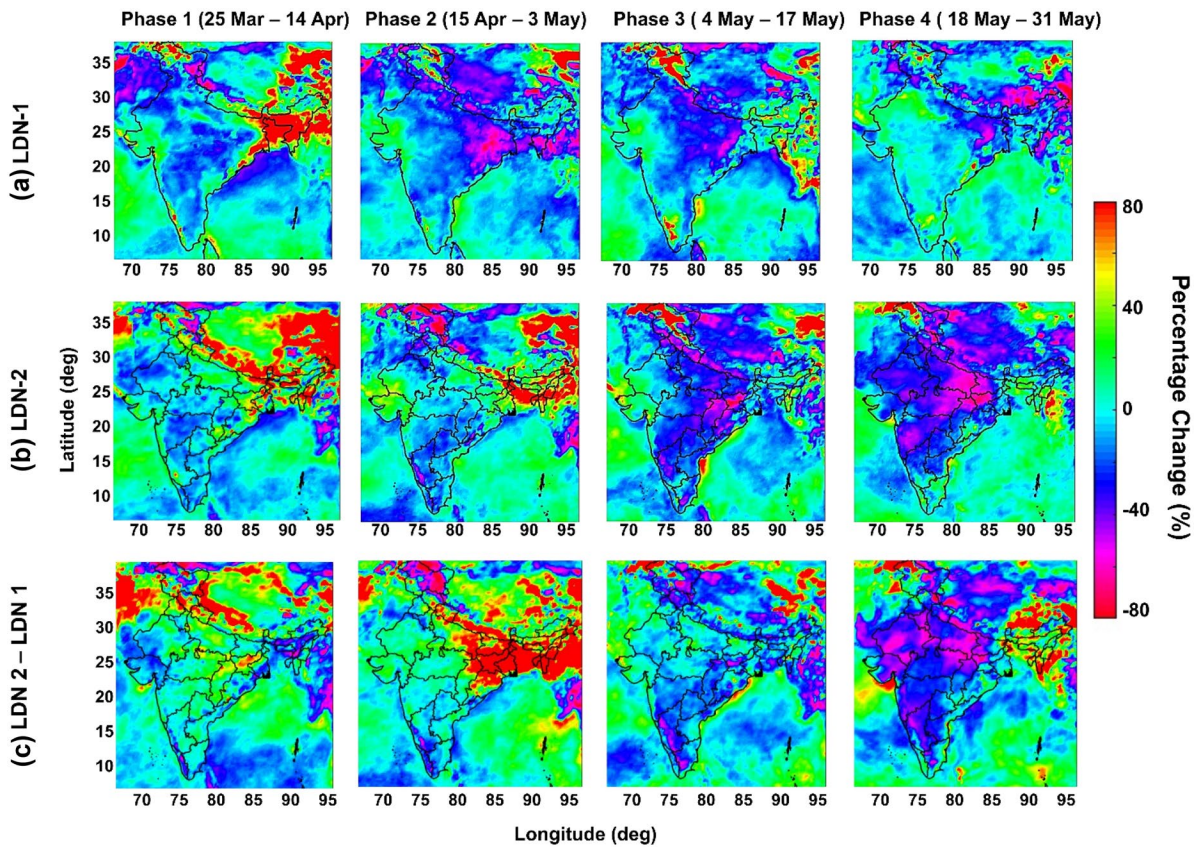 Phase 1 (25 Mar – 14 Apr) Phase 2 (15 Apr – 3 May) Phase 3 ( 4 May – 17 May) Phase 4 ( 18 May – 31 May)
(a) LDN-1
35
30
25
20
15
10
70 75 80 85 90 95 70 75 80 85 90 95 70 75 80 85 90 95 70 75 80 85 90 95
(b) LDN-2
Latitude (deg)
35
30
25
20
15
10
70 75 80 85 90 95 70 75 80 85 90 95 70 75 80 85 90 95 70 75 80 85 90 95
(c) LDN 2 – LDN 1
35
30
25
20
15
10
70 75 80 85 90 95 70 75 80 85 90 95 70 75 80 85 90 95 70 75 80 85 90 95
Longitude (deg)
80
40
0
-40
-80
Percentage Change (%)